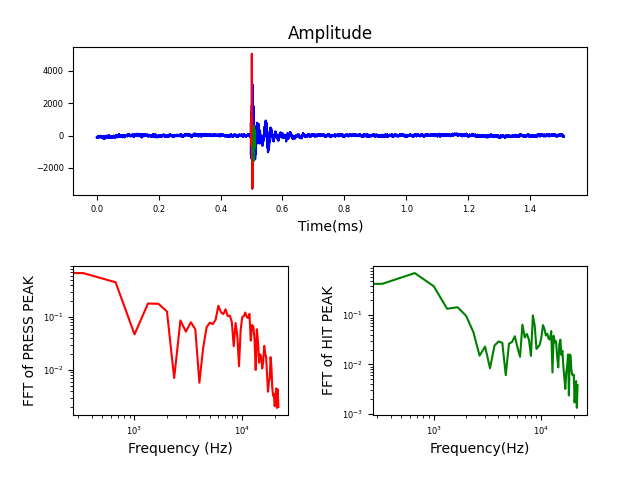 Amplitude
4000
2000
0
−2000
0.0 0.2 0.4 0.6 0.8 1.0 1.2 1.4
Time(ms)
FFT of PRESS PEAK
10⁻¹
10⁻²
10³ 10⁴
Frequency (Hz)
FFT of HIT PEAK
10⁻¹
10⁻²
10⁻³
10³ 10⁴
Frequency(Hz)